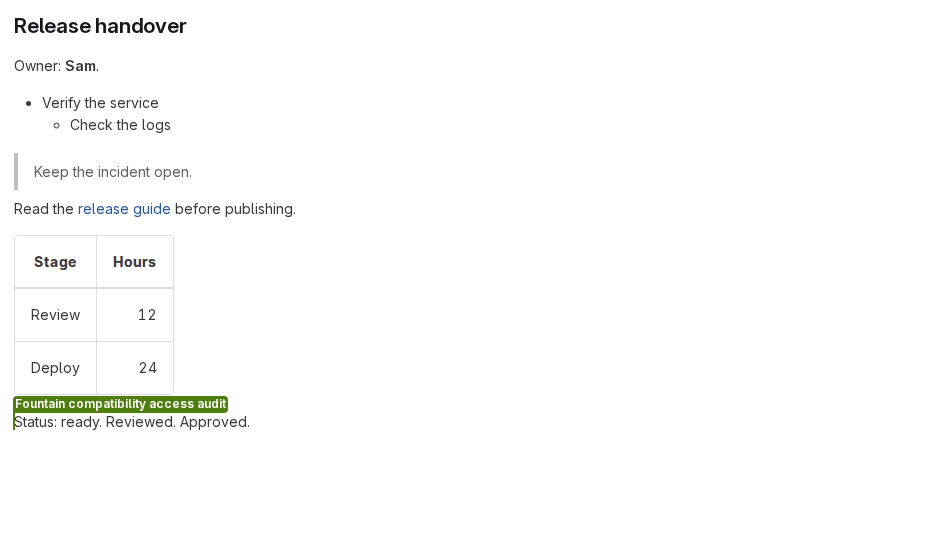 Release handover
Owner: Sam.
Verify the service
Check the logs
Keep the incident open.
Read the release guide before publishing.
Stage Hours
Review 12
Deploy 24
Fountain compatibility access audit
Status: ready. Reviewed. Approved.